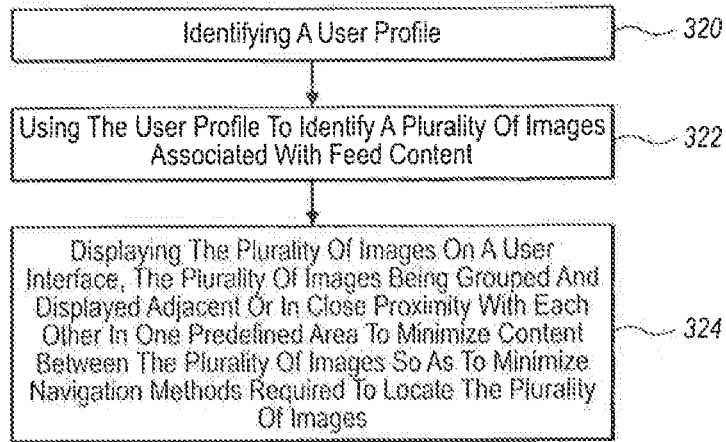 Identifying A User Profile
320
Using The User Profile To Identify A Plurality Of Images
Associated With Feed Content
322
Displaying The Plurality Of Images On A User
Interface, The Plurality Of Images Being Grouped And
Displayed Adjacent Or In Close Proximity With Each
Other In One Predefined Area To Minimize Content
Between The Plurality Of Images So As To Minimize
Navigation Methods Required To Locate The Plurality
Of Images
324